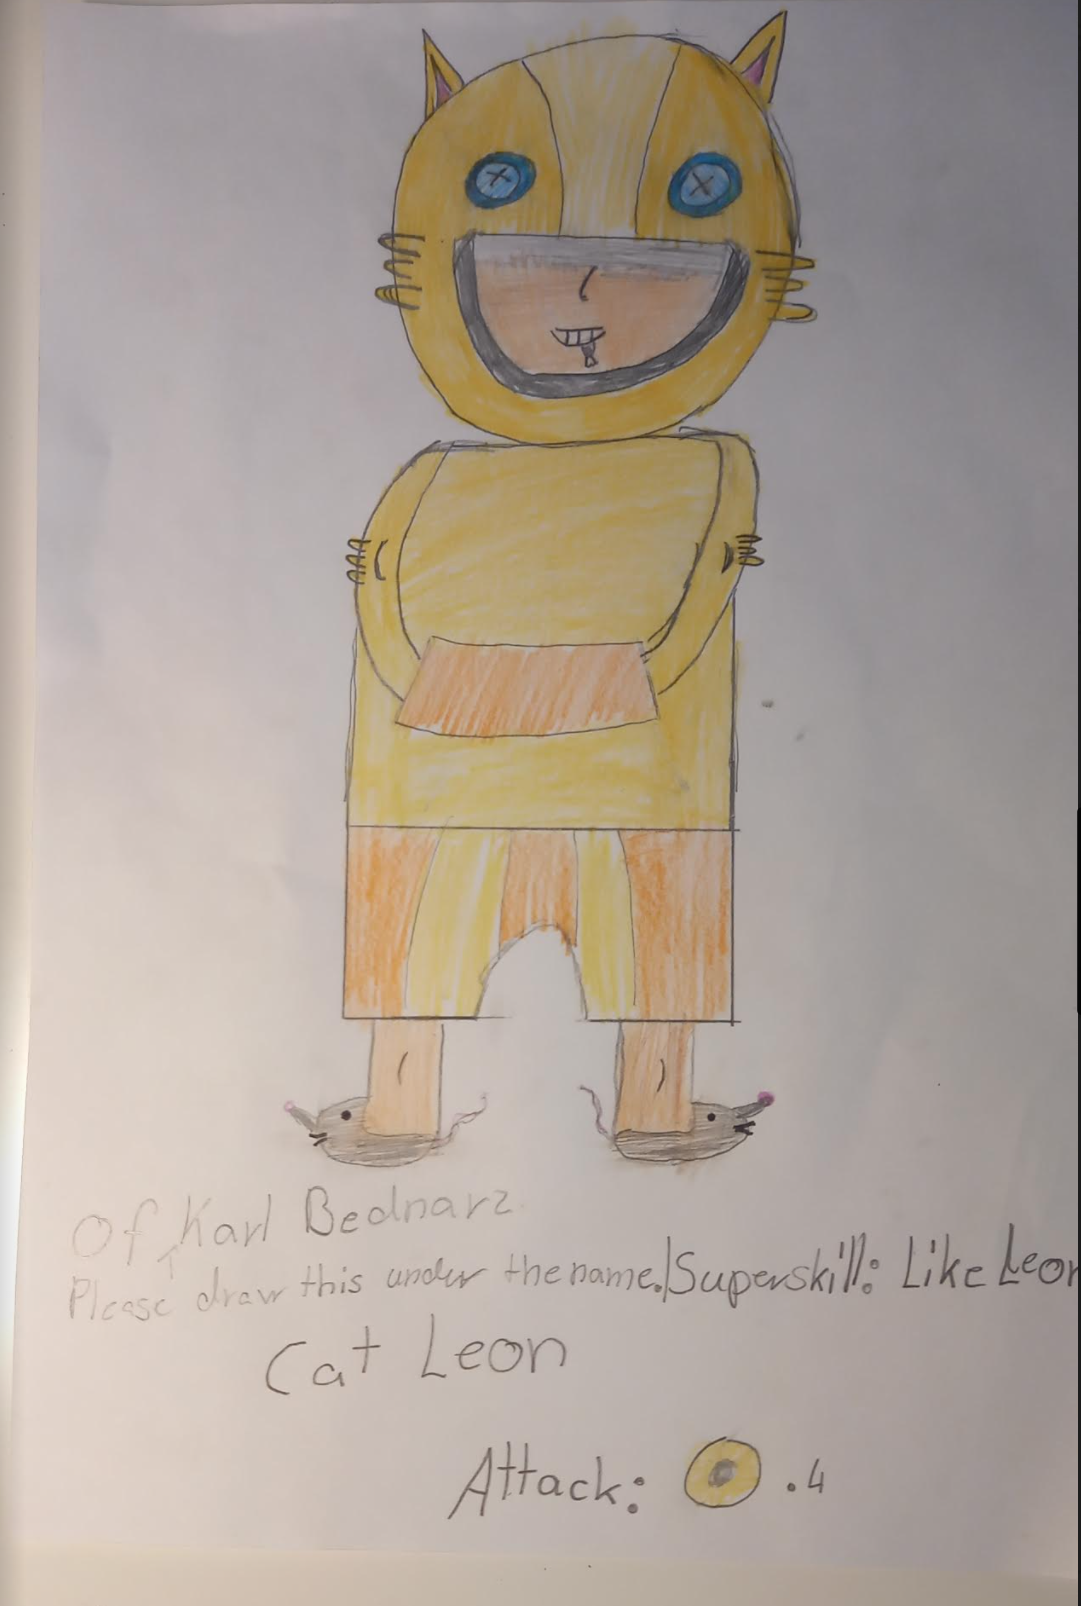 Of Karl Bednarz
Please draw this under the name. Superskill: Like Leon
Cat Leon
Attack: .4